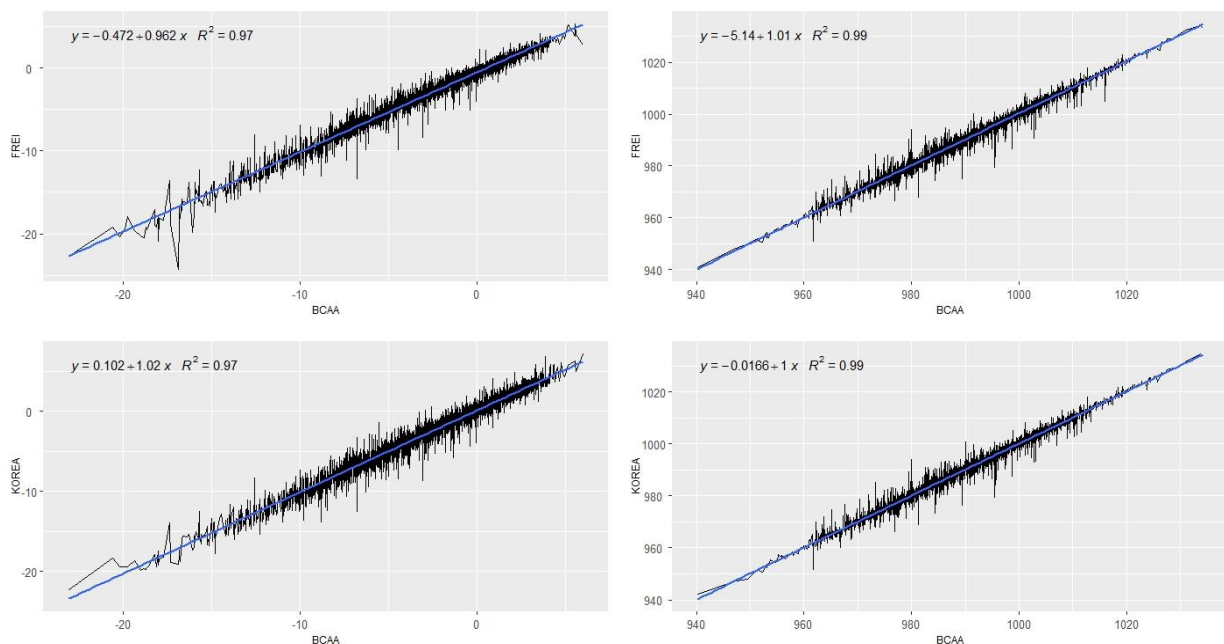 y = −0.472 + 0.962 x R² = 0.97
0
-10
-20
FREI
-20
-10
0
BCAA
y = −5.14 + 1.01 x R² = 0.99
1020
1000
980
960
940
FREI
940
960
980
1000
1020
BCAA
y = 0.102 + 1.02 x R² = 0.97
0
-10
-20
KOREA
-20
-10
0
BCAA
y = −0.0166 + 1 x R² = 0.99
1020
1000
980
960
940
KOREA
940
960
980
1000
1020
BCAA